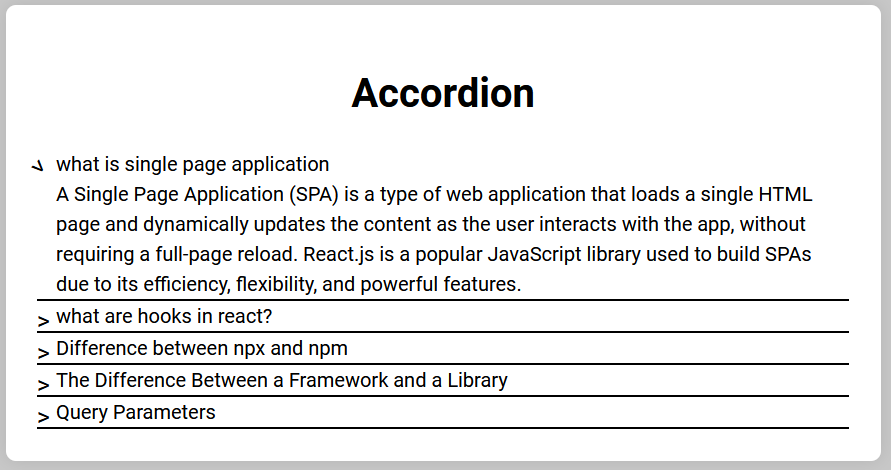 Accordion
> what is single page application
A Single Page Application (SPA) is a type of web application that loads a single HTML
page and dynamically updates the content as the user interacts with the app, without
requiring a full-page reload. React.js is a popular JavaScript library used to build SPAs
due to its efficiency, flexibility, and powerful features.
> what are hooks in react?
> Difference between npx and npm
> The Difference Between a Framework and a Library
> Query Parameters